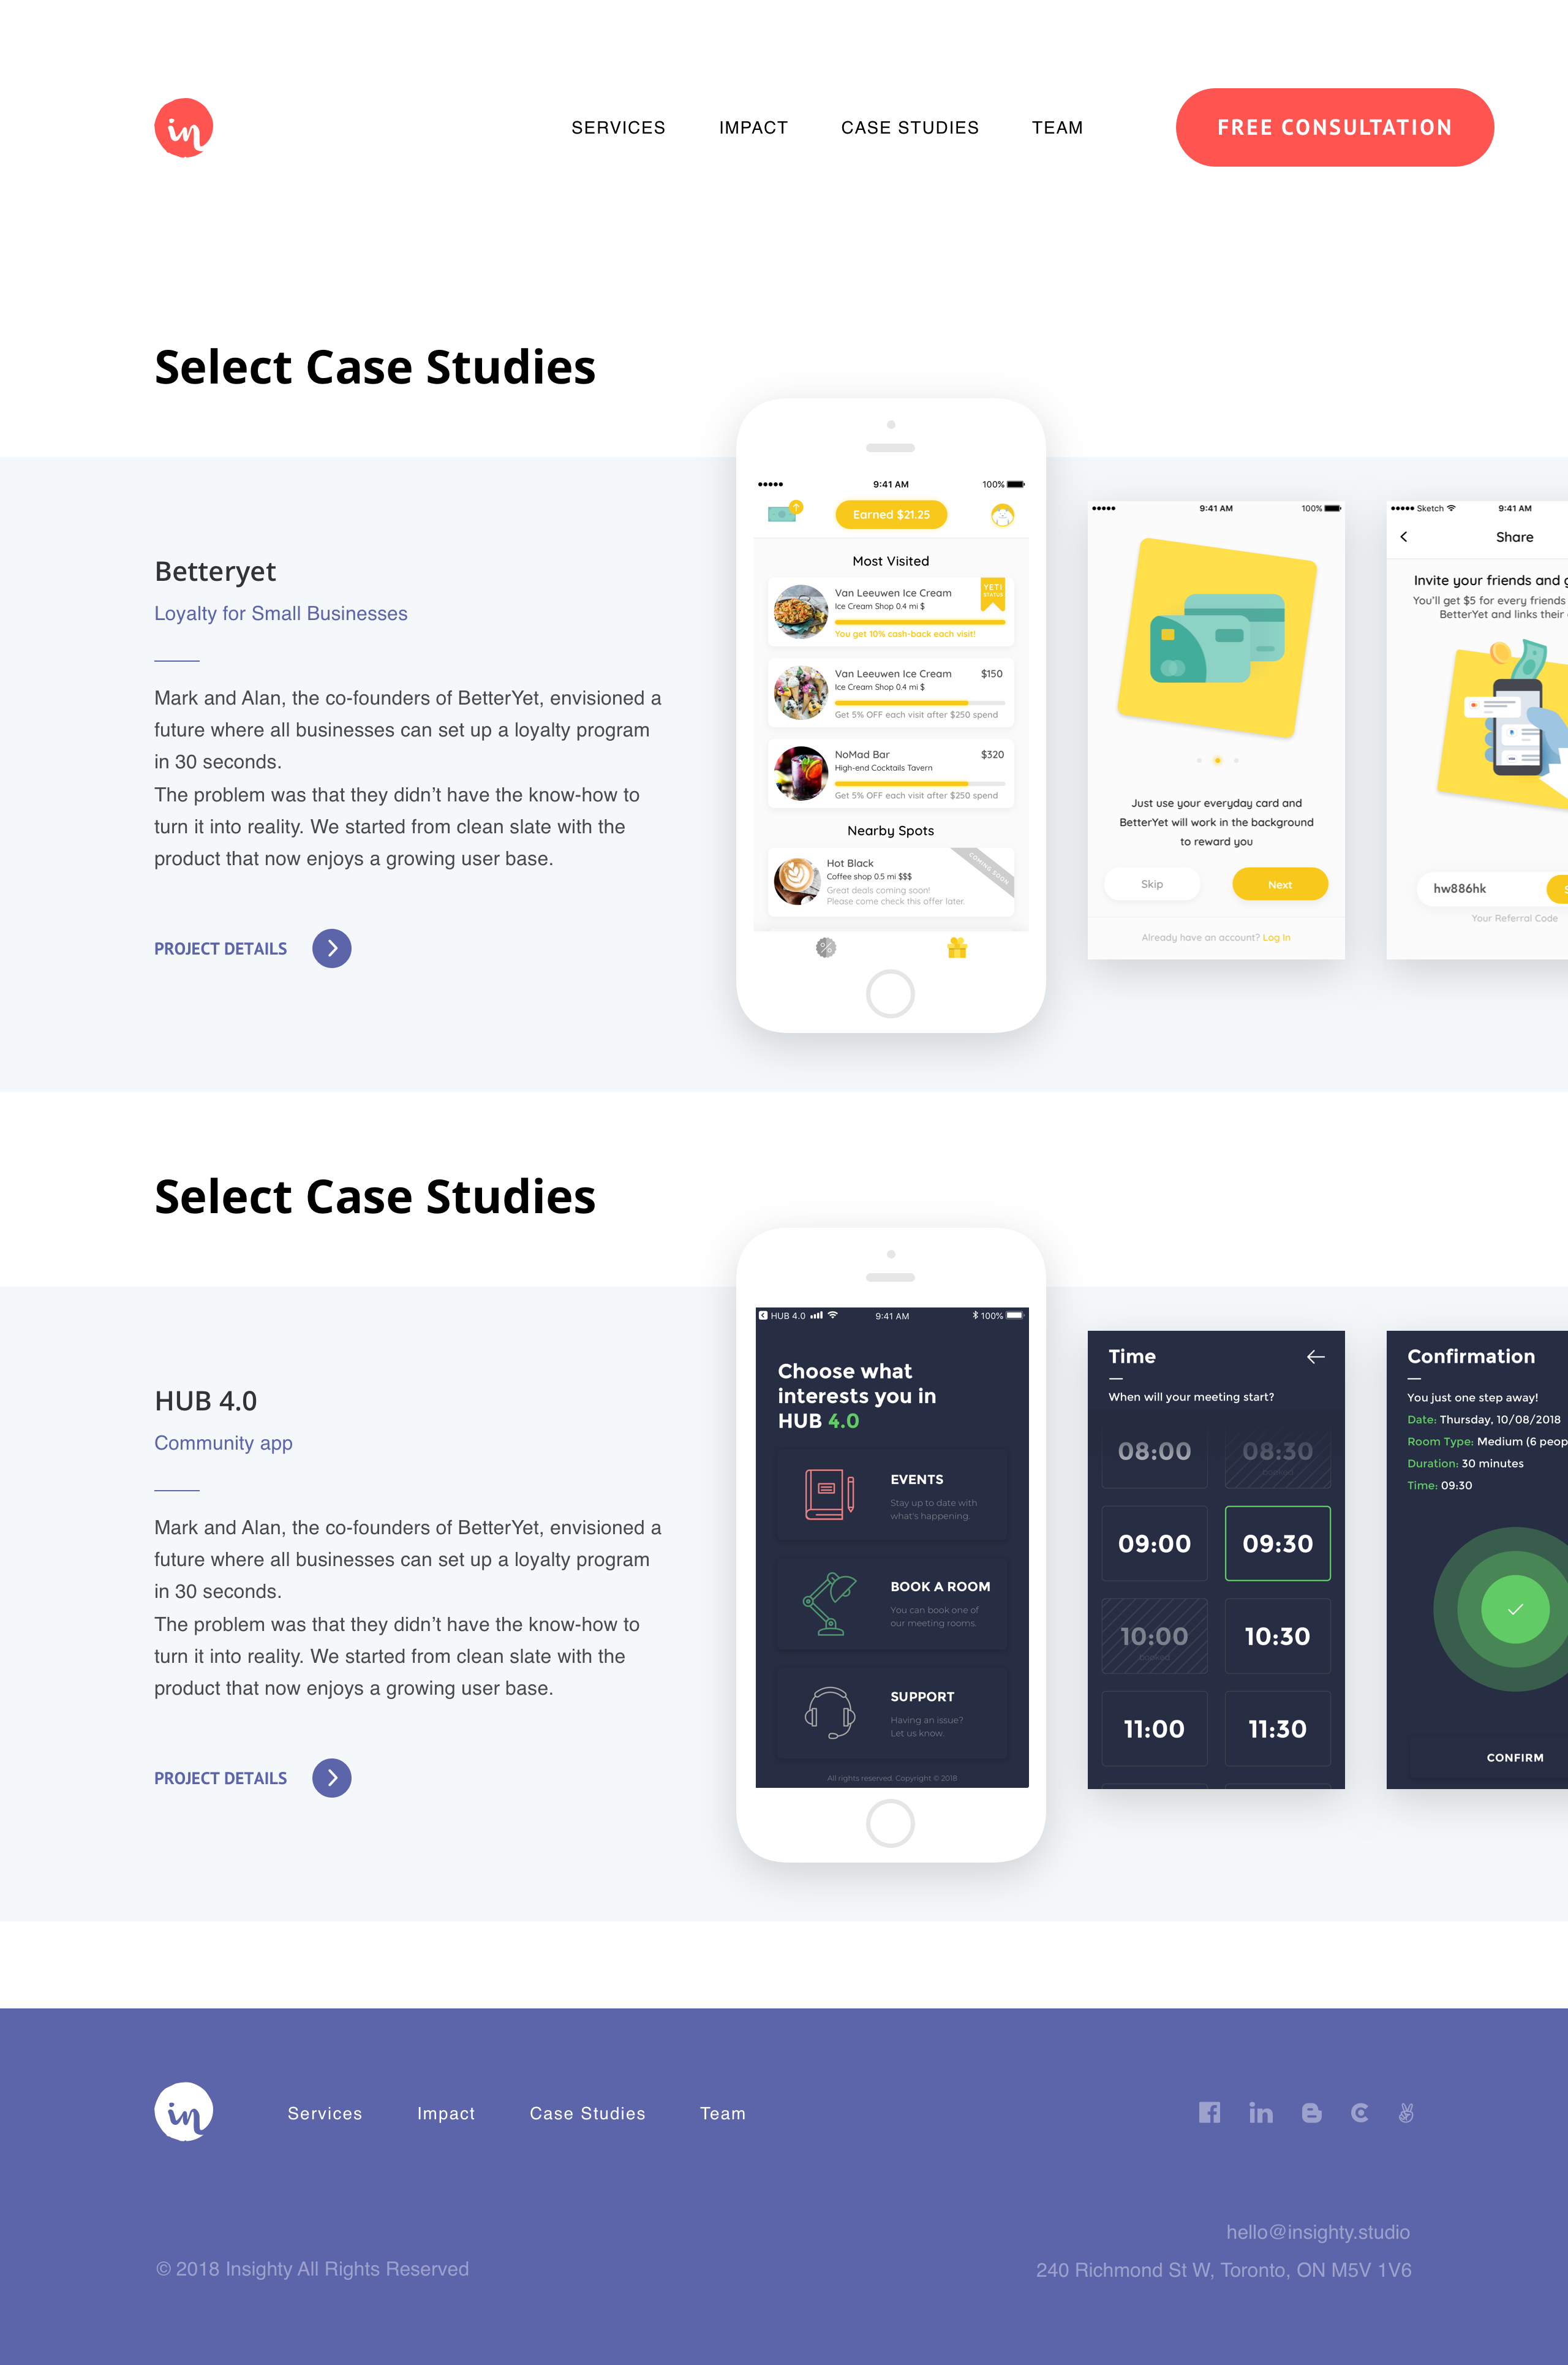 in
SERVICES
IMPACT
CASE STUDIES
TEAM
FREE CONSULTATION
Select Case Studies
Betteryet
Loyalty for Small Businesses
Mark and Alan, the co-founders of BetterYet, envisioned a
future where all businesses can set up a loyalty program
in 30 seconds.
The problem was that they didn’t have the know-how to
turn it into reality. We started from clean slate with the
product that now enjoys a growing user base.
PROJECT DETAILS
9:41 AM
100%
Earned $21.25
Most Visited
Van Leeuwen Ice Cream
Ice Cream Shop 0.4 mi $
YETI
STATUS
You get 10% cash-back each visit!
Van Leeuwen Ice Cream
$150
Ice Cream Shop 0.4 mi $
Get 5% OFF each visit after $250 spend
NoMad Bar
$320
High-end Cocktails Tavern
Get 5% OFF each visit after $250 spend
Nearby Spots
Hot Black
Coffee shop 0.5 mi $$$
Great deals coming soon!
Please come check this offer later.
COMING SOON
9:41 AM
100%
Just use your everyday card and
BetterYet will work in the background
to reward you
Skip
Next
Already have an account? Log In
Sketch
9:41 AM
Share
Invite your friends and g
You’ll get $5 for every friends
BetterYet and links their
hw886hk
S
Your Referral Code
Select Case Studies
HUB 4.0
Community app
Mark and Alan, the co-founders of BetterYet, envisioned a
future where all businesses can set up a loyalty program
in 30 seconds.
The problem was that they didn’t have the know-how to
turn it into reality. We started from clean slate with the
product that now enjoys a growing user base.
PROJECT DETAILS
HUB 4.0
9:41 AM
100%
Choose what
interests you in
HUB 4.0
EVENTS
Stay up to date with
what's happening.
BOOK A ROOM
You can book one of
our meeting rooms.
SUPPORT
Having an issue?
Let us know.
All rights reserved. Copyright © 2018
Time
When will your meeting start?
08:00
08:30
booked
09:00
09:30
10:00
booked
10:30
11:00
11:30
Confirmation
You just one step away!
Date: Thursday, 10/08/2018
Room Type: Medium (6 peop
Duration: 30 minutes
Time: 09:30
CONFIRM
in
Services
Impact
Case Studies
Team
in
hello@insighty.studio
© 2018 Insighty All Rights Reserved
240 Richmond St W, Toronto, ON M5V 1V6